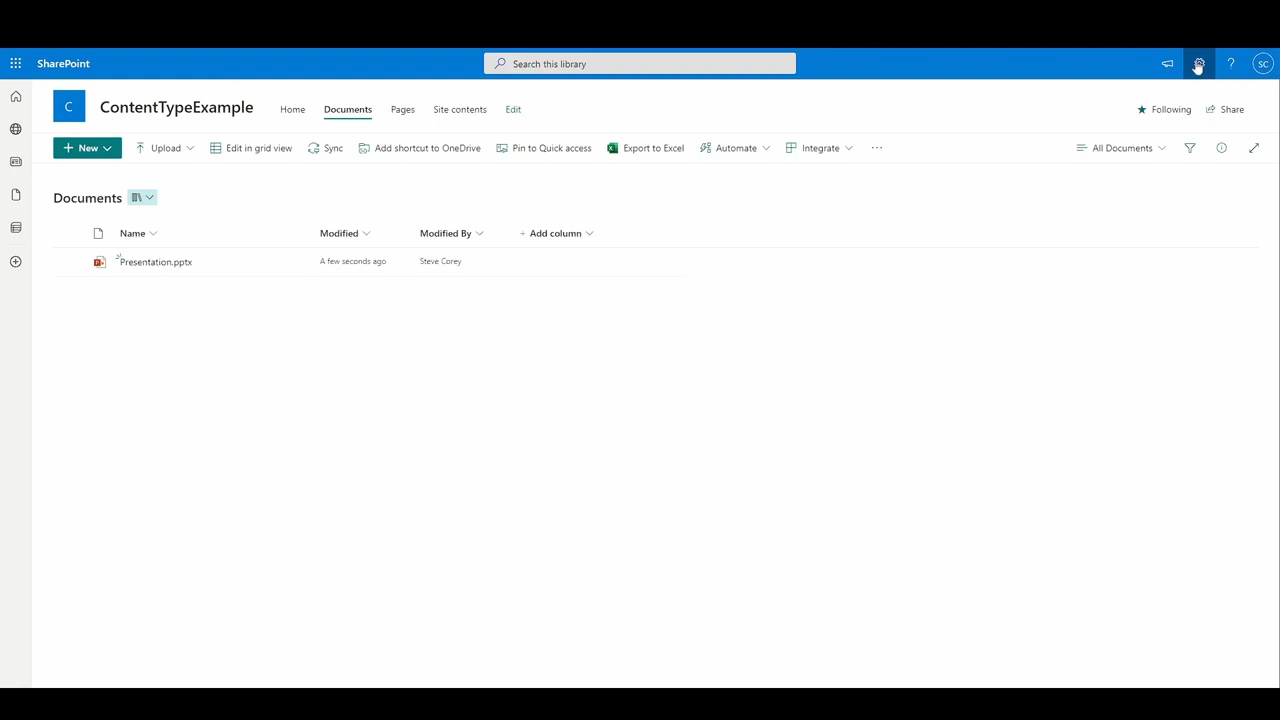 SharePoint
Search this library
?
SC
C
ContentTypeExample
Home
Documents
Pages
Site contents
Edit
Following
Share
+ New
Upload
Edit in grid view
Sync
Add shortcut to OneDrive
Pin to Quick access
Export to Excel
Automate
Integrate
...
All Documents
Documents
Name
Modified
Modified By
+ Add column
Presentation.pptx
A few seconds ago
Steve Corey